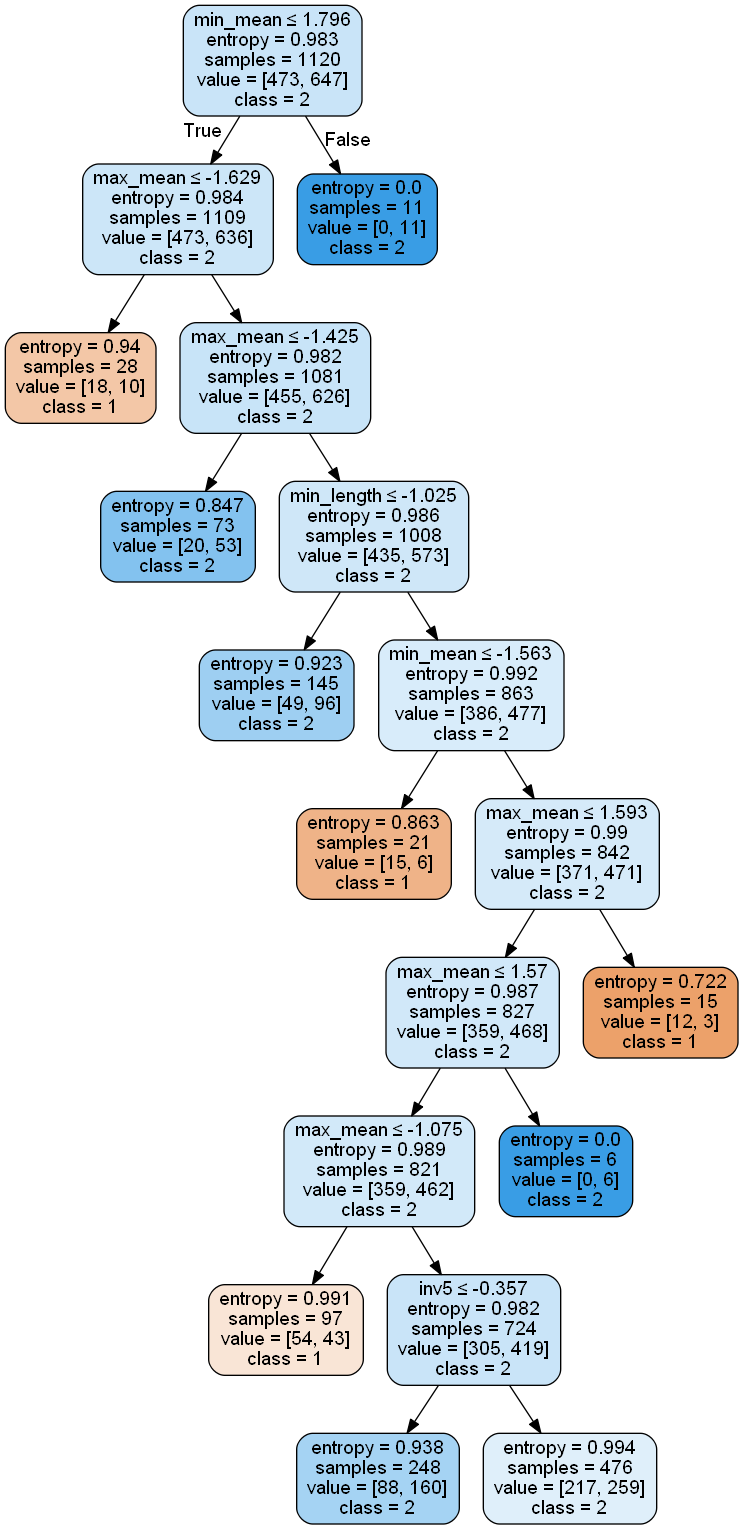 min_mean ≤ 1.796
entropy = 0.983
samples = 1120
value = [473, 647]
class = 2
True
False
max_mean ≤ -1.629
entropy = 0.984
samples = 1109
value = [473, 636]
class = 2
entropy = 0.0
samples = 11
value = [0, 11]
class = 2
entropy = 0.94
samples = 28
value = [18, 10]
class = 1
max_mean ≤ -1.425
entropy = 0.982
samples = 1081
value = [455, 626]
class = 2
entropy = 0.847
samples = 73
value = [20, 53]
class = 2
min_length ≤ -1.025
entropy = 0.986
samples = 1008
value = [435, 573]
class = 2
entropy = 0.923
samples = 145
value = [49, 96]
class = 2
min_mean ≤ -1.563
entropy = 0.992
samples = 863
value = [386, 477]
class = 2
entropy = 0.863
samples = 21
value = [15, 6]
class = 1
max_mean ≤ 1.593
entropy = 0.99
samples = 842
value = [371, 471]
class = 2
max_mean ≤ 1.57
entropy = 0.987
samples = 827
value = [359, 468]
class = 2
entropy = 0.722
samples = 15
value = [12, 3]
class = 1
max_mean ≤ -1.075
entropy = 0.989
samples = 821
value = [359, 462]
class = 2
entropy = 0.0
samples = 6
value = [0, 6]
class = 2
entropy = 0.991
samples = 97
value = [54, 43]
class = 1
inv5 ≤ -0.357
entropy = 0.982
samples = 724
value = [305, 419]
class = 2
entropy = 0.938
samples = 248
value = [88, 160]
class = 2
entropy = 0.994
samples = 476
value = [217, 259]
class = 2